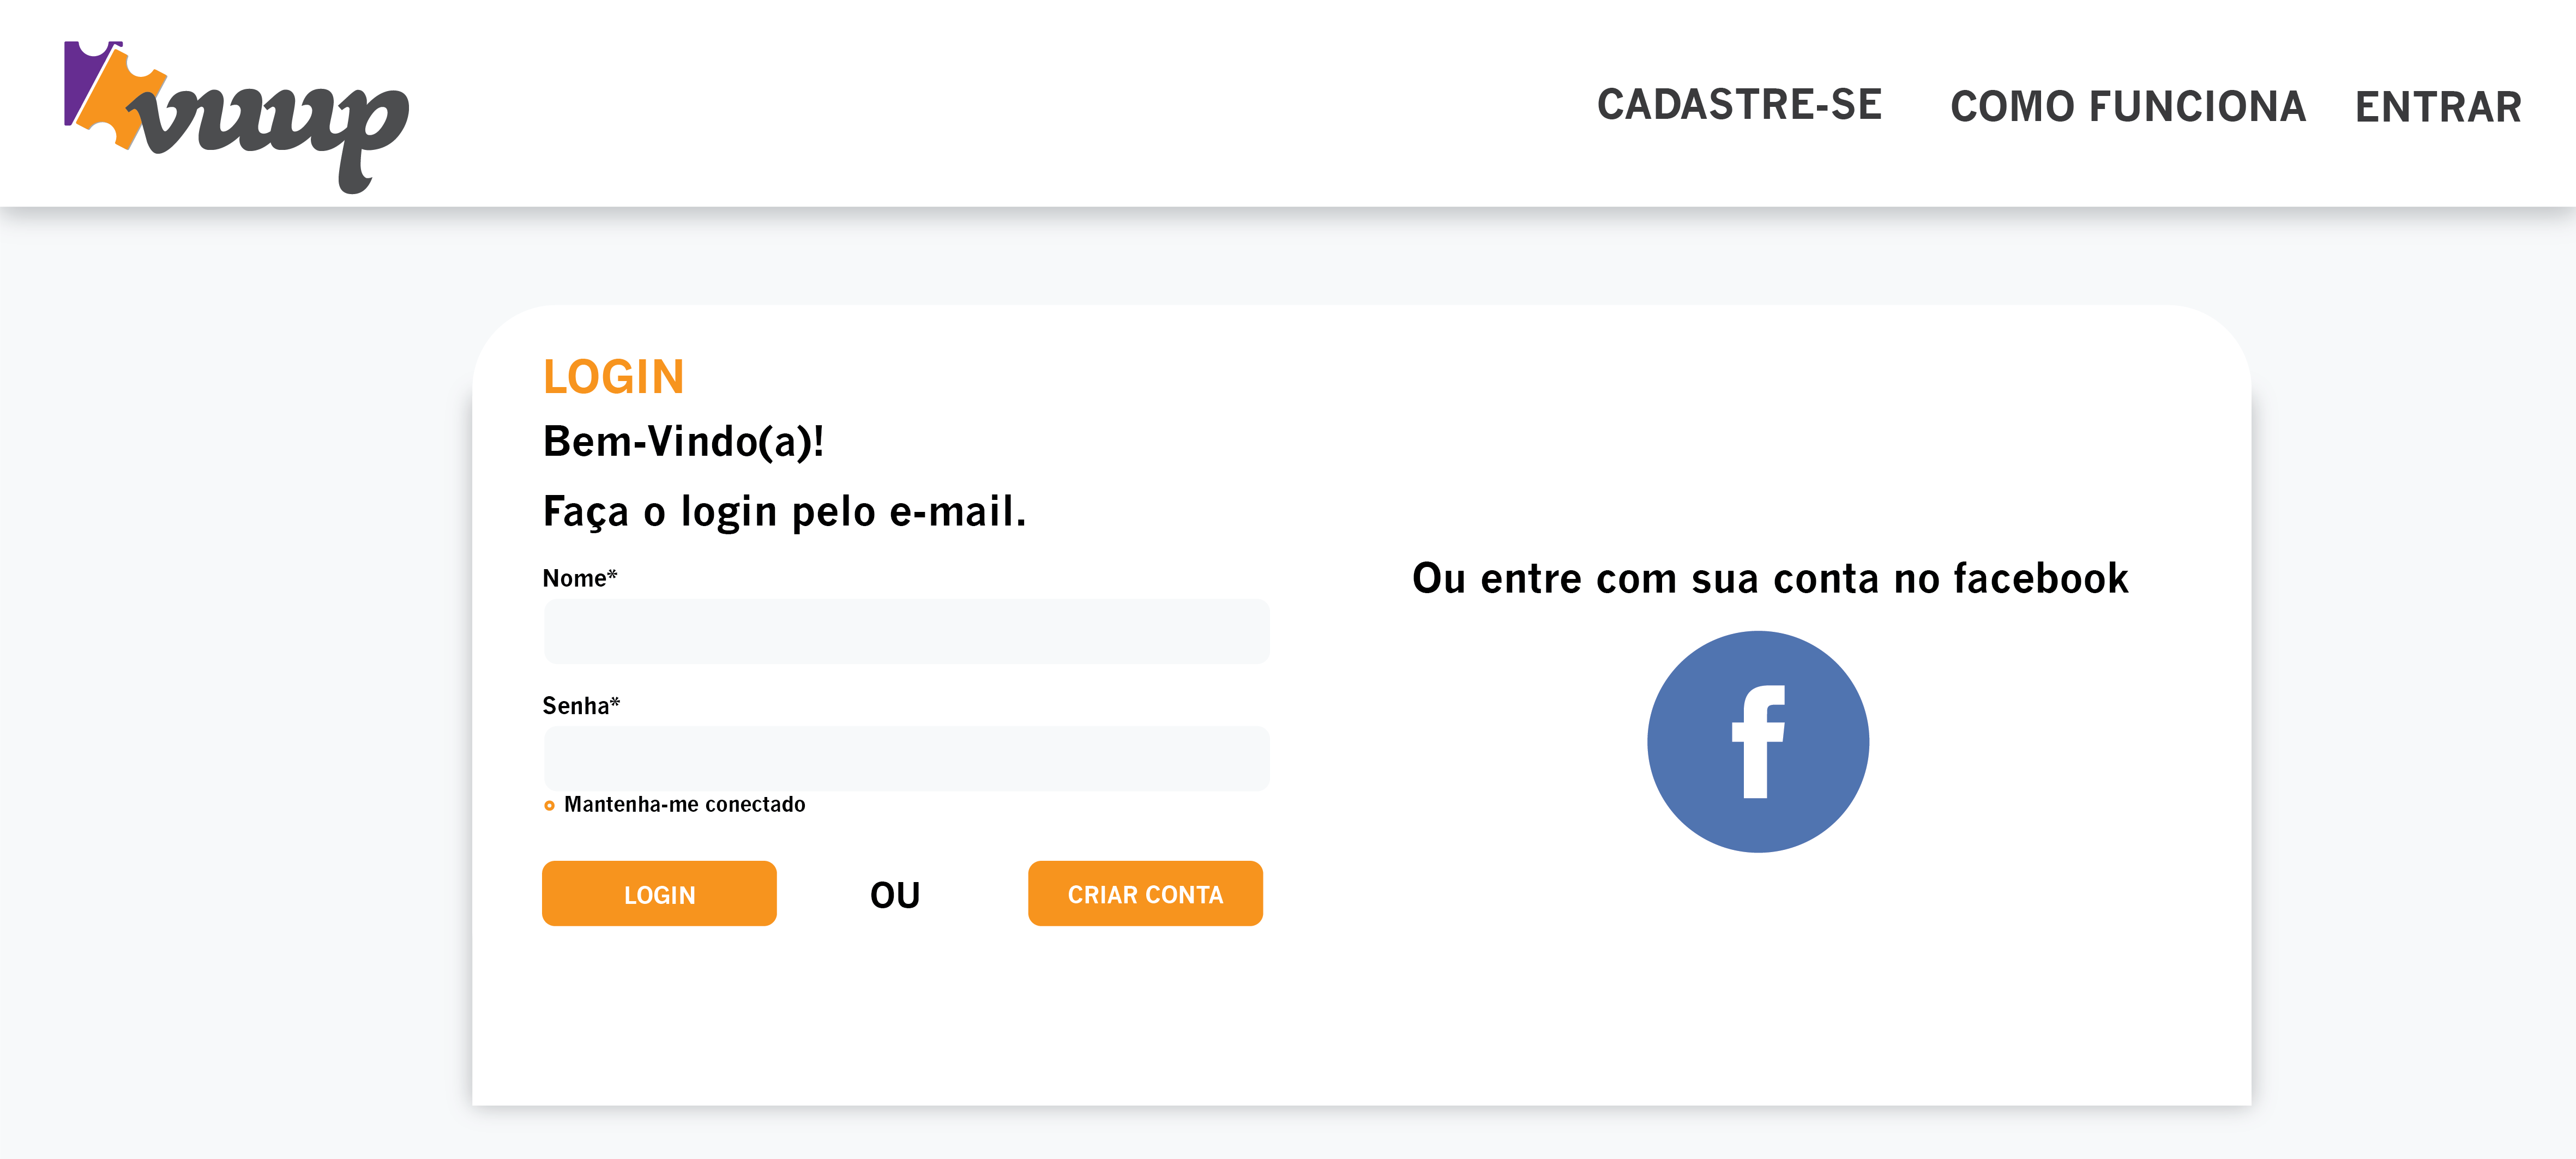 vuup
CADASTRE-SE
COMO FUNCIONA
ENTRAR
LOGIN
Bem-Vindo(a)!
Faça o login pelo e-mail.
Nome*
Senha*
Mantenha-me conectado
LOGIN
OU
CRIAR CONTA
Ou entre com sua conta no facebook
f